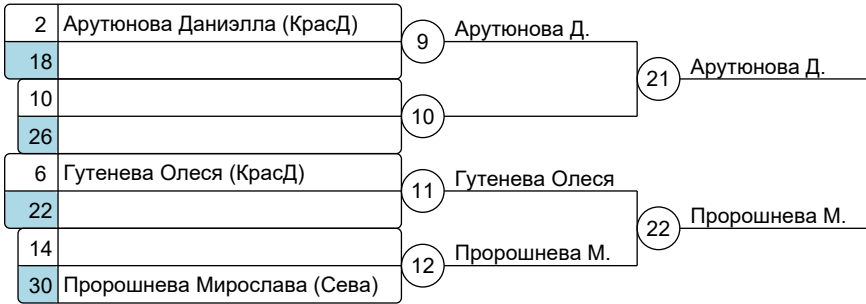 2 Арутюнова Даниэлла (КрасД)
18
9 Арутюнова Д.
10
26
10
21 Арутюнова Д.
6 Гутенева Олеся (КрасД)
22
11 Гутенева Олеся
14
30 Пророшнева Мирослава (Сева)
12 Пророшнева М.
22 Пророшнева М.